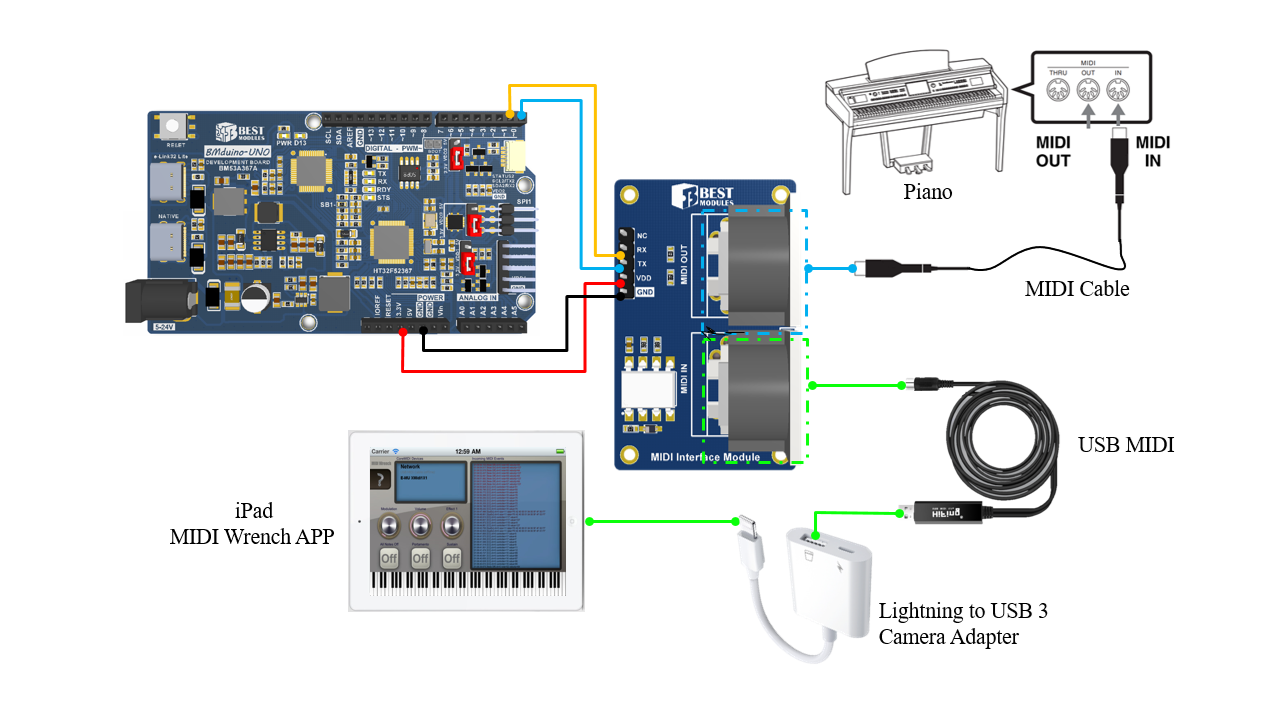 BEST
MODULES
RESET
PWR D13
BMduino-UNO
DEVELOPMENT BOARD
BM53A367A
e-Link32 Lite
NATIVE
5-24V
SCL
SDA
AREF
GND
~13
~12
~11
~10
~9
~8
7
~6
~5
~4
~3
~2
DIGITAL - PWM~
TX
RX
RDY
STS
SB1
SPI1
HT32F52367
IOREF
RESET
3.3V
5V
GND
GND
Vin
POWER
ANALOG IN
A0
A1
A2
A3
A4
A5
BEST
MODULES
NC
RX
TX
VDD
GND
MIDI OUT
MIDI IN
MIDI Interface Module
MIDI
THRU
OUT
IN
MIDI
OUT
MIDI
IN
Piano
MIDI Cable
USB MIDI
HiFing
Carrier
12:59 AM
Network
Off
Off
Off
iPad
MIDI Wrench APP
Lightning to USB 3
Camera Adapter